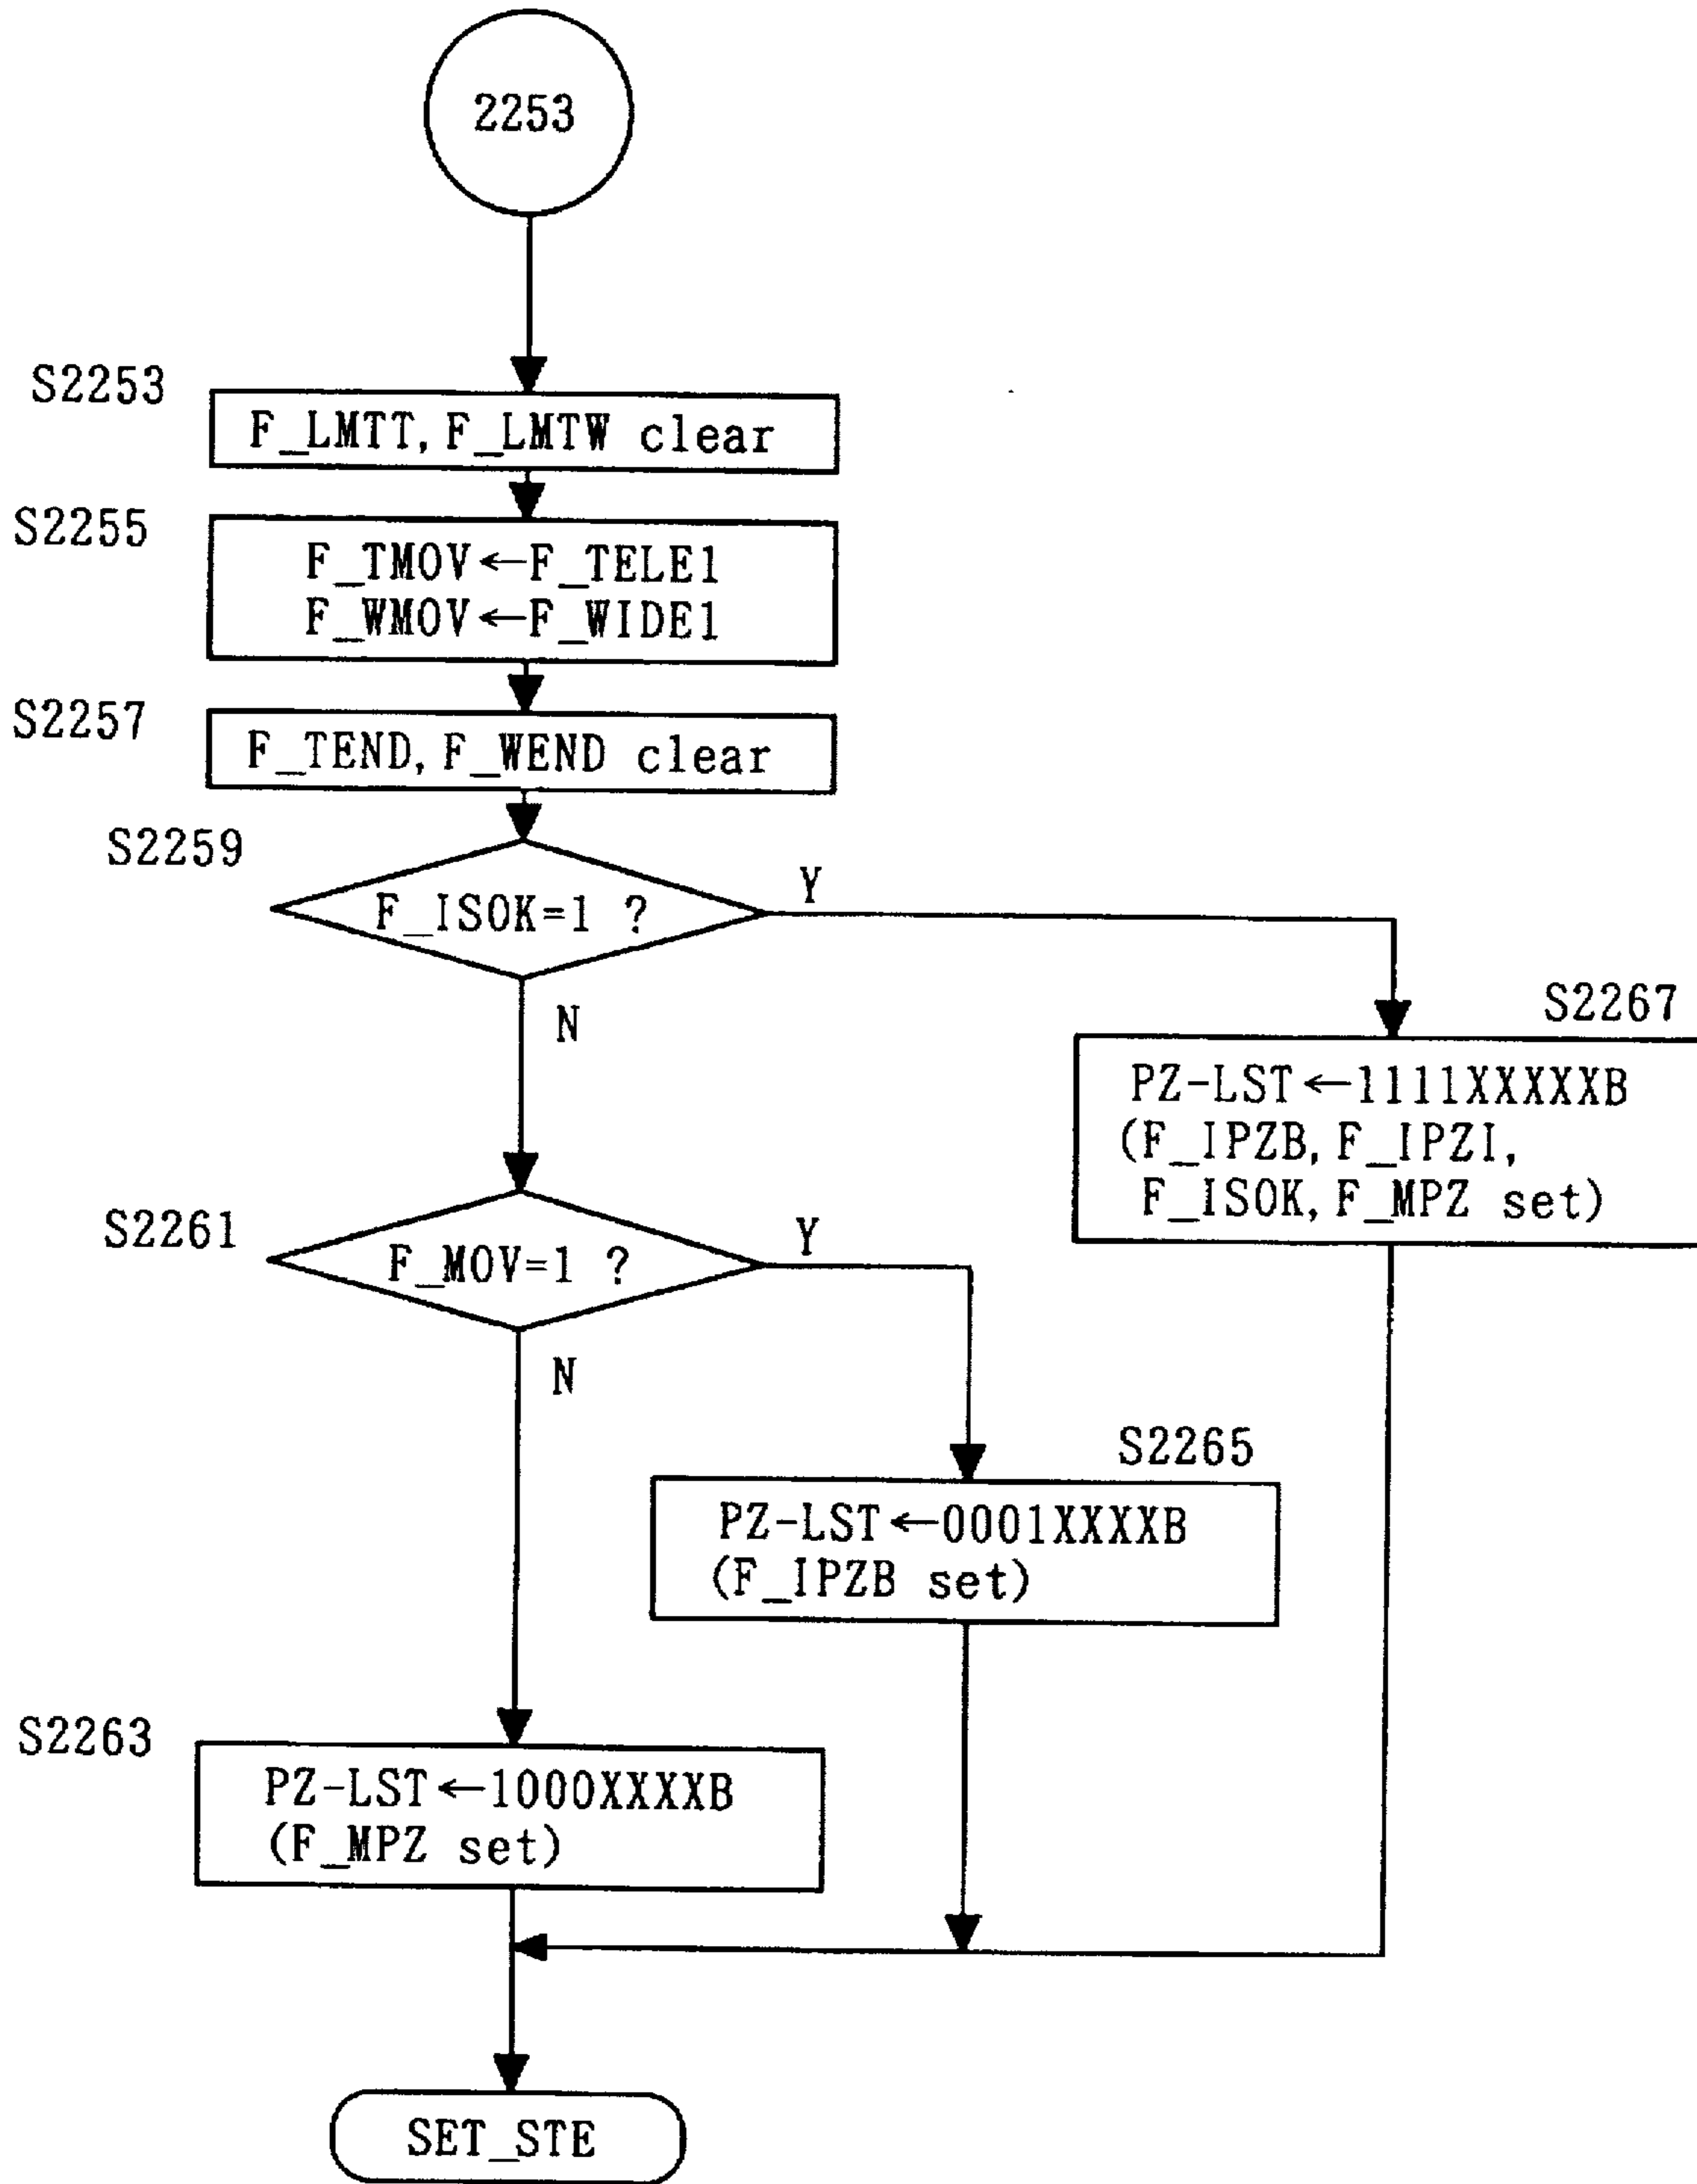 2253
S2253
F_LMTT, F_LMTW clear
S2255
F_TMOV←F_TELE1
F_WMOV←F_WIDE1
S2257
F_TEND, F_WEND clear
S2259
F_ISOK=1 ?
Y
N
S2267
PZ-LST←1111XXXXXB
(F_IPZB, F_IPZI,
F_ISOK, F_MPZ set)
S2261
F_MOV=1 ?
Y
N
S2265
PZ-LST←0001XXXXB
(F_IPZB set)
S2263
PZ-LST←1000XXXXB
(F_MPZ set)
SET_STE